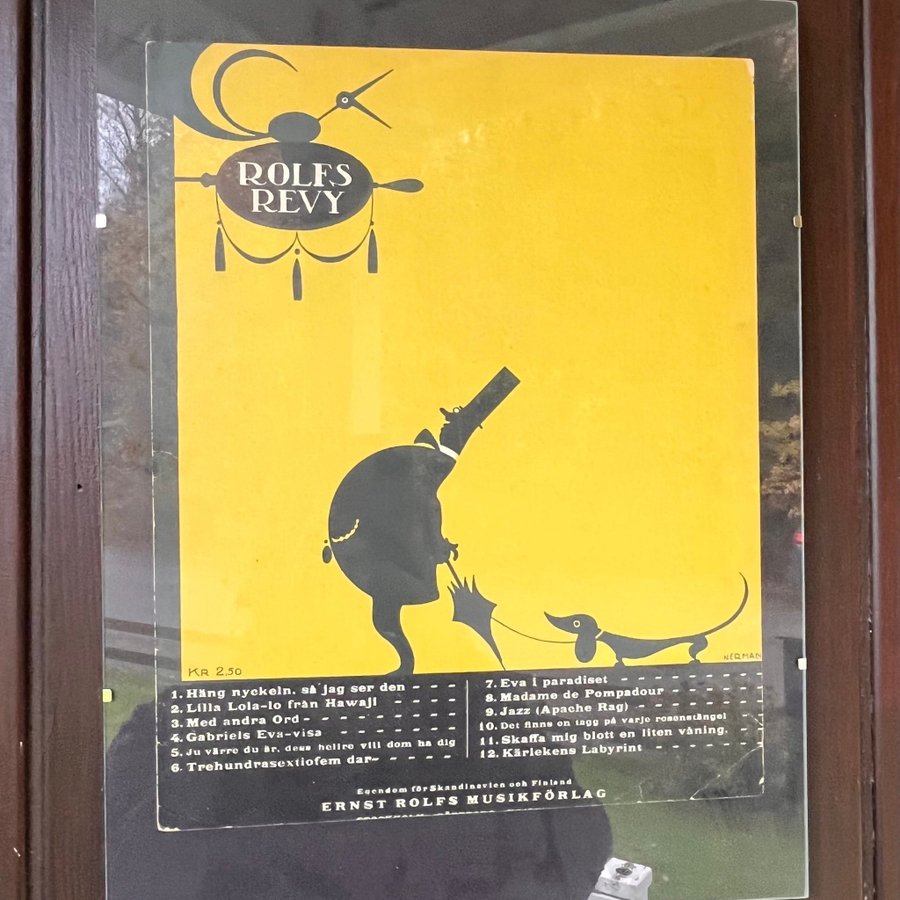 ROLFS
REVY
KR 2,50
NERMAN
1. Häng nyckeln, så jag ser den
2. Lilla Lola-lo från Hawaji
3. Med andra Ord
4. Gabriels Eva-visa
5. Ju värre du är, dess hellre vill dom ha dig
6. Trehundrasextiofem dar
7. Eva i paradiset
8. Madame de Pompadour
9. Jazz (Apache Rag)
10. Det finns en tagg på varje rosenstängel
11. Skaffa mig blott en liten våning.
12. Kärlekens Labyrint
Egendom för Skandinavien och Finland
ERNST ROLFS MUSIKFÖRLAG